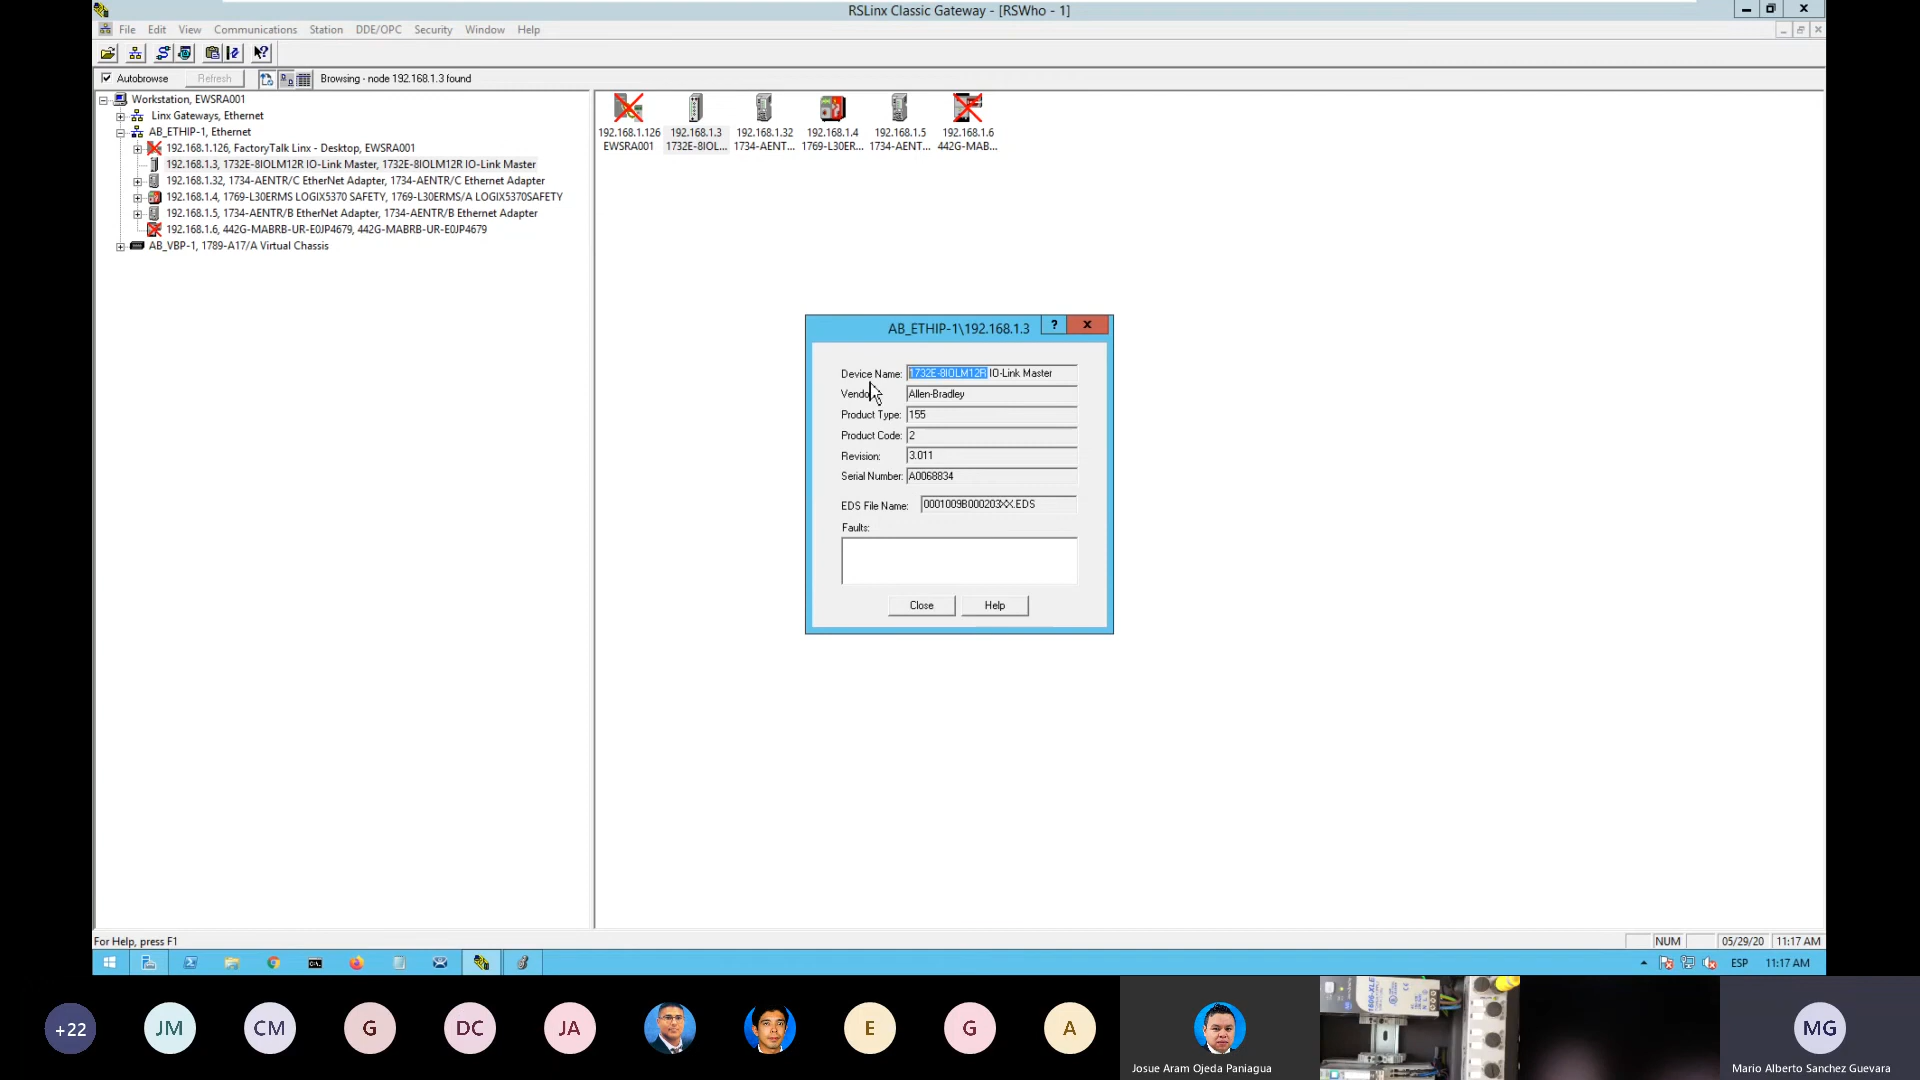 RSLinx Classic Gateway - [RSWho - 1]
File Edit View Communications Station DDE/OPC Security Window Help
Autobrowse Refresh Browsing - node 192.168.1.3 found
Workstation, EWSRA001
Linx Gateways, Ethernet
AB_ETHIP-1, Ethernet
192.168.1.126, FactoryTalk Linx - Desktop, EWSRA001
192.168.1.3, 1732E-8IOLM12R IO-Link Master, 1732E-8IOLM12R IO-Link Master
192.168.1.32, 1734-AENTR/C EtherNet Adapter, 1734-AENTR/C Ethernet Adapter
192.168.1.4, 1769-L30ERMS LOGIX5370 SAFETY, 1769-L30ERMS/A LOGIX5370SAFETY
192.168.1.5, 1734-AENTR/B EtherNet Adapter, 1734-AENTR/B Ethernet Adapter
192.168.1.6, 442G-MABRB-UR-E0JP4679, 442G-MABRB-UR-E0JP4679
AB_VBP-1, 1789-A17/A Virtual Chassis
192.168.1.126 192.168.1.3 192.168.1.32 192.168.1.4 192.168.1.5 192.168.1.6
EWSRA001 1732E-8IOL... 1734-AENT... 1769-L30ER... 1734-AENT... 442G-MAB...
AB_ETHIP-1\192.168.1.3 ? x
Device Name: 1732E-8IOLM12R IO-Link Master
Vendo Allen-Bradley
Product Type: 155
Product Code: 2
Revision: 3.011
Serial Number: A0068834
EDS File Name: 0001009B000203XX.EDS
Faults:
Close Help
For Help, press F1
NUM 05/29/20 11:17 AM
ESP 11:17 AM
+22 JM CM G DC JA E G A MG
Josue Aram Ojeda Paniagua
Mario Alberto Sanchez Guevara